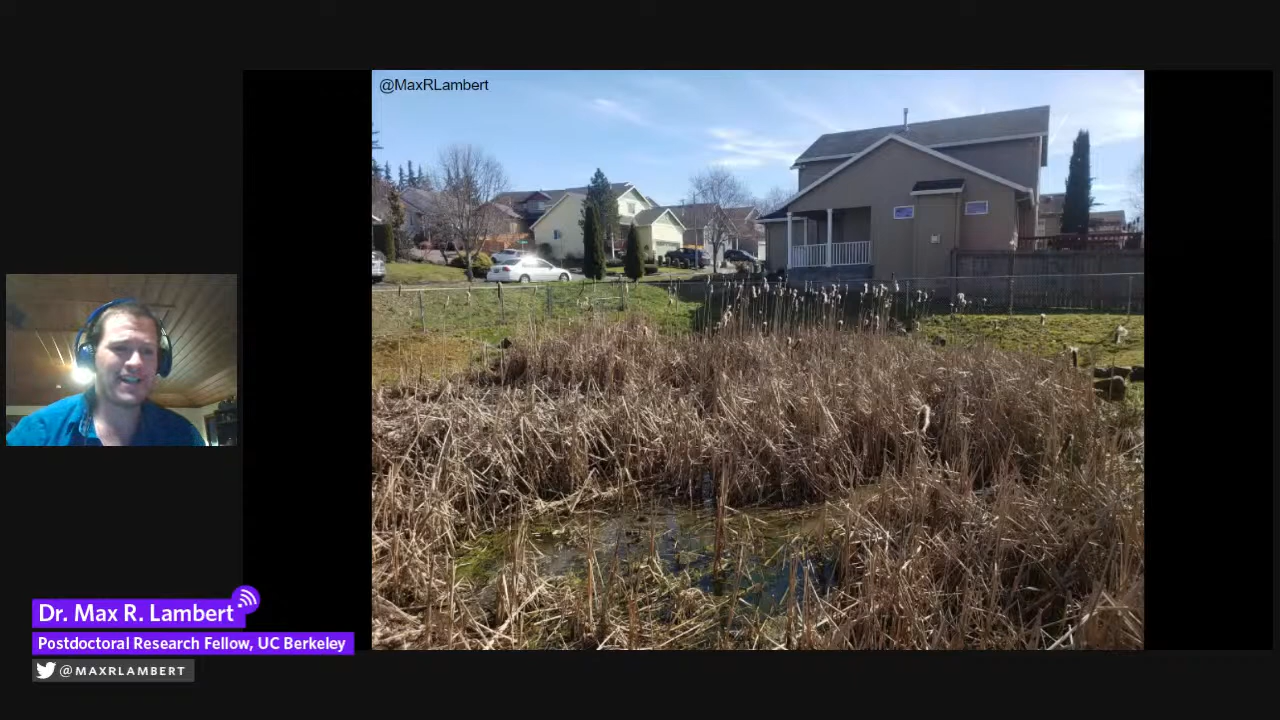 @MaxRLambert
Dr. Max R. Lambert
Postdoctoral Research Fellow, UC Berkeley
@MAXRLAMBERT